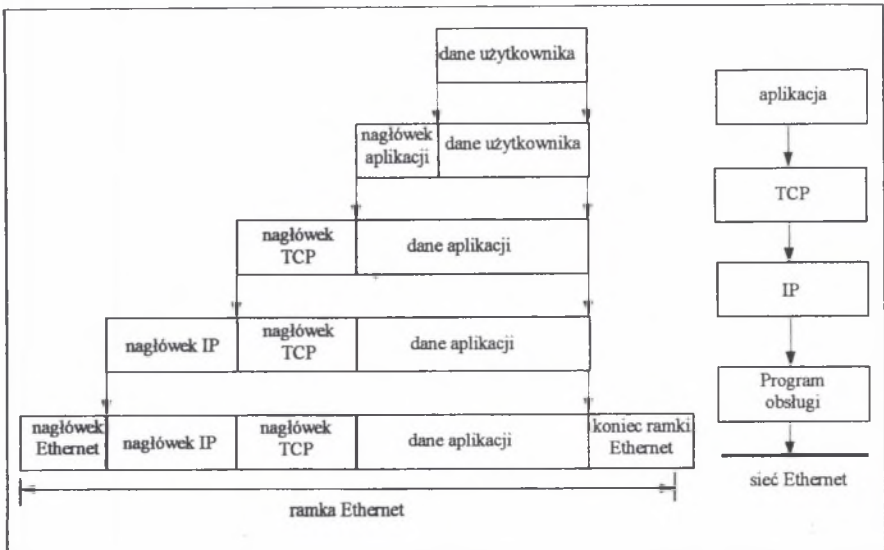 dane użytkownika
nagłówek
aplikacji
dane użytkownika
nagłówek
TCP
dane aplikacji
nagłówek IP
nagłówek
TCP
dane aplikacji
nagłówek
Ethernet
nagłówek IP
nagłówek
TCP
dane aplikacji
koniec ramki
Ethernet
ramka Ethernet
aplikacja
TCP
IP
Program
obsługi
sieć Ethernet